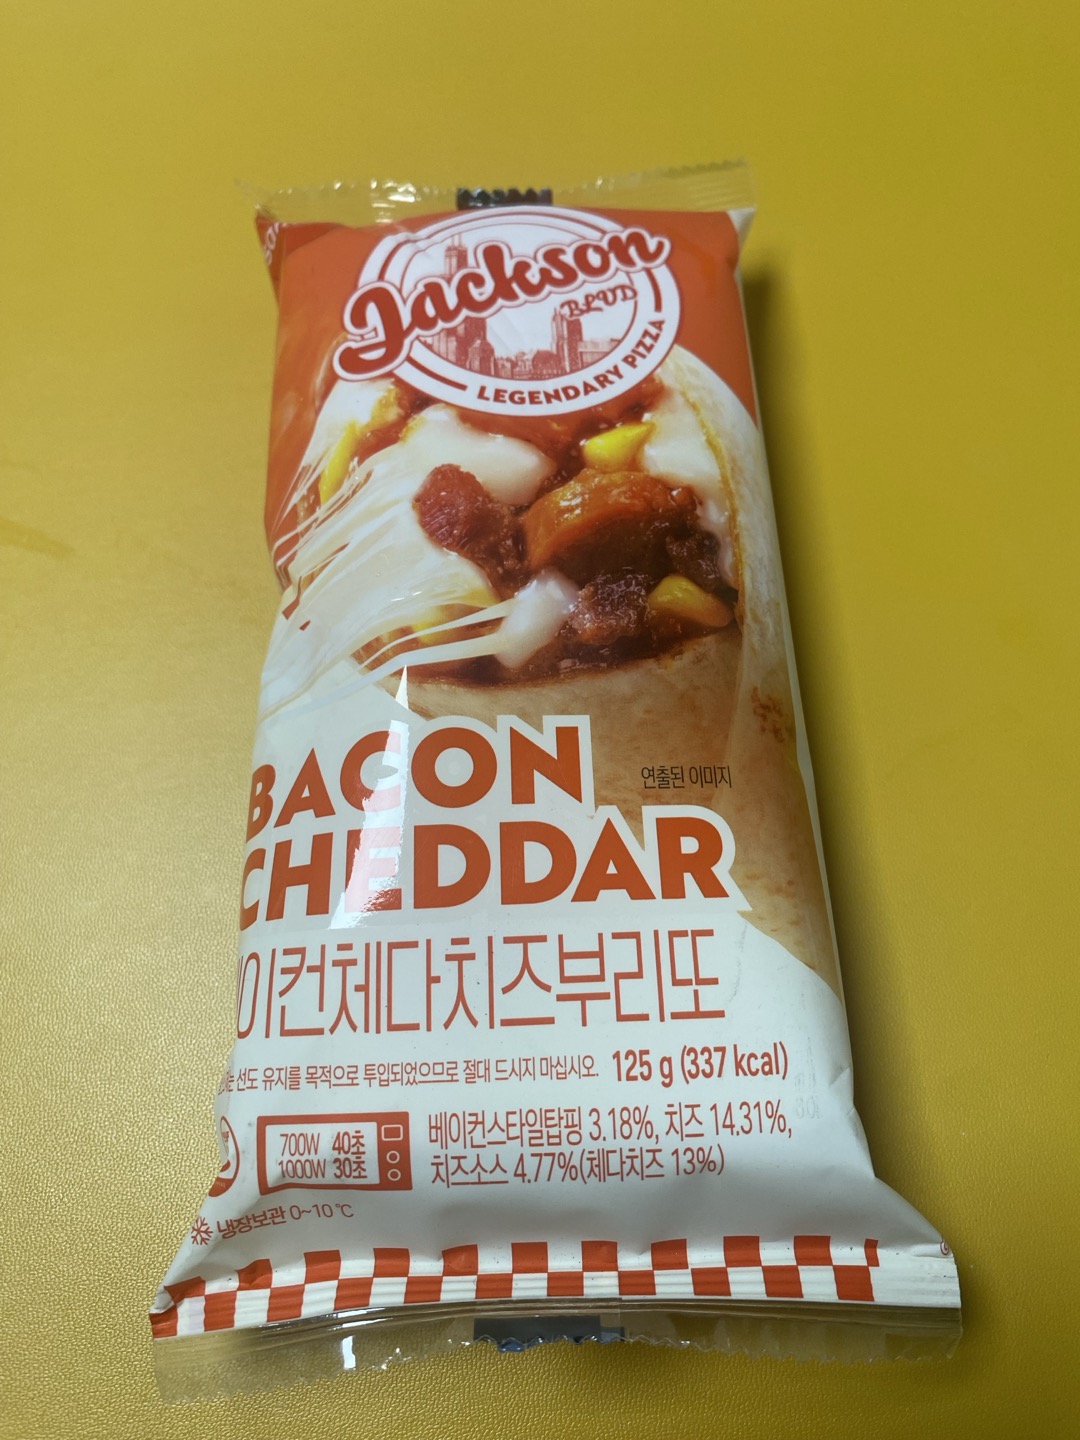 Jackson
BLVD
LEGENDARY PIZZA
BACON
연출된 이미지
CHEDDAR
베이컨체다치즈부리또
선도 유지를 목적으로 투입되었으므로 절대 드시지 마십시오. 125 g (337 kcal)
700W 40초
1000W 30초
베이컨스타일탑핑 3.18%, 치즈 14.31%,
치즈소스 4.77%(체다치즈 13%)
냉장보관 0~10℃